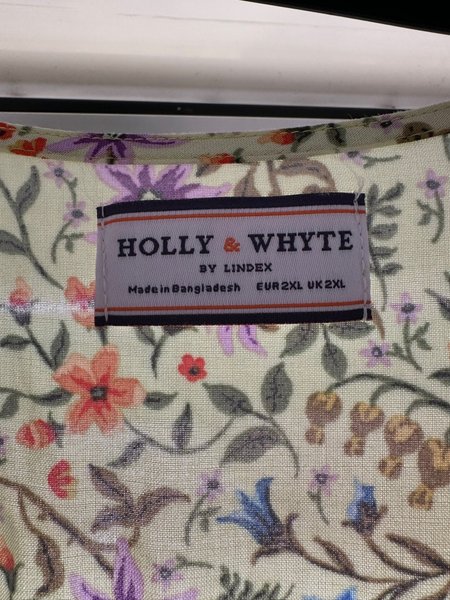 HOLLY & WHYTE
BY LINDEX
Made in Bangladesh EUR 2XL UK 2XL